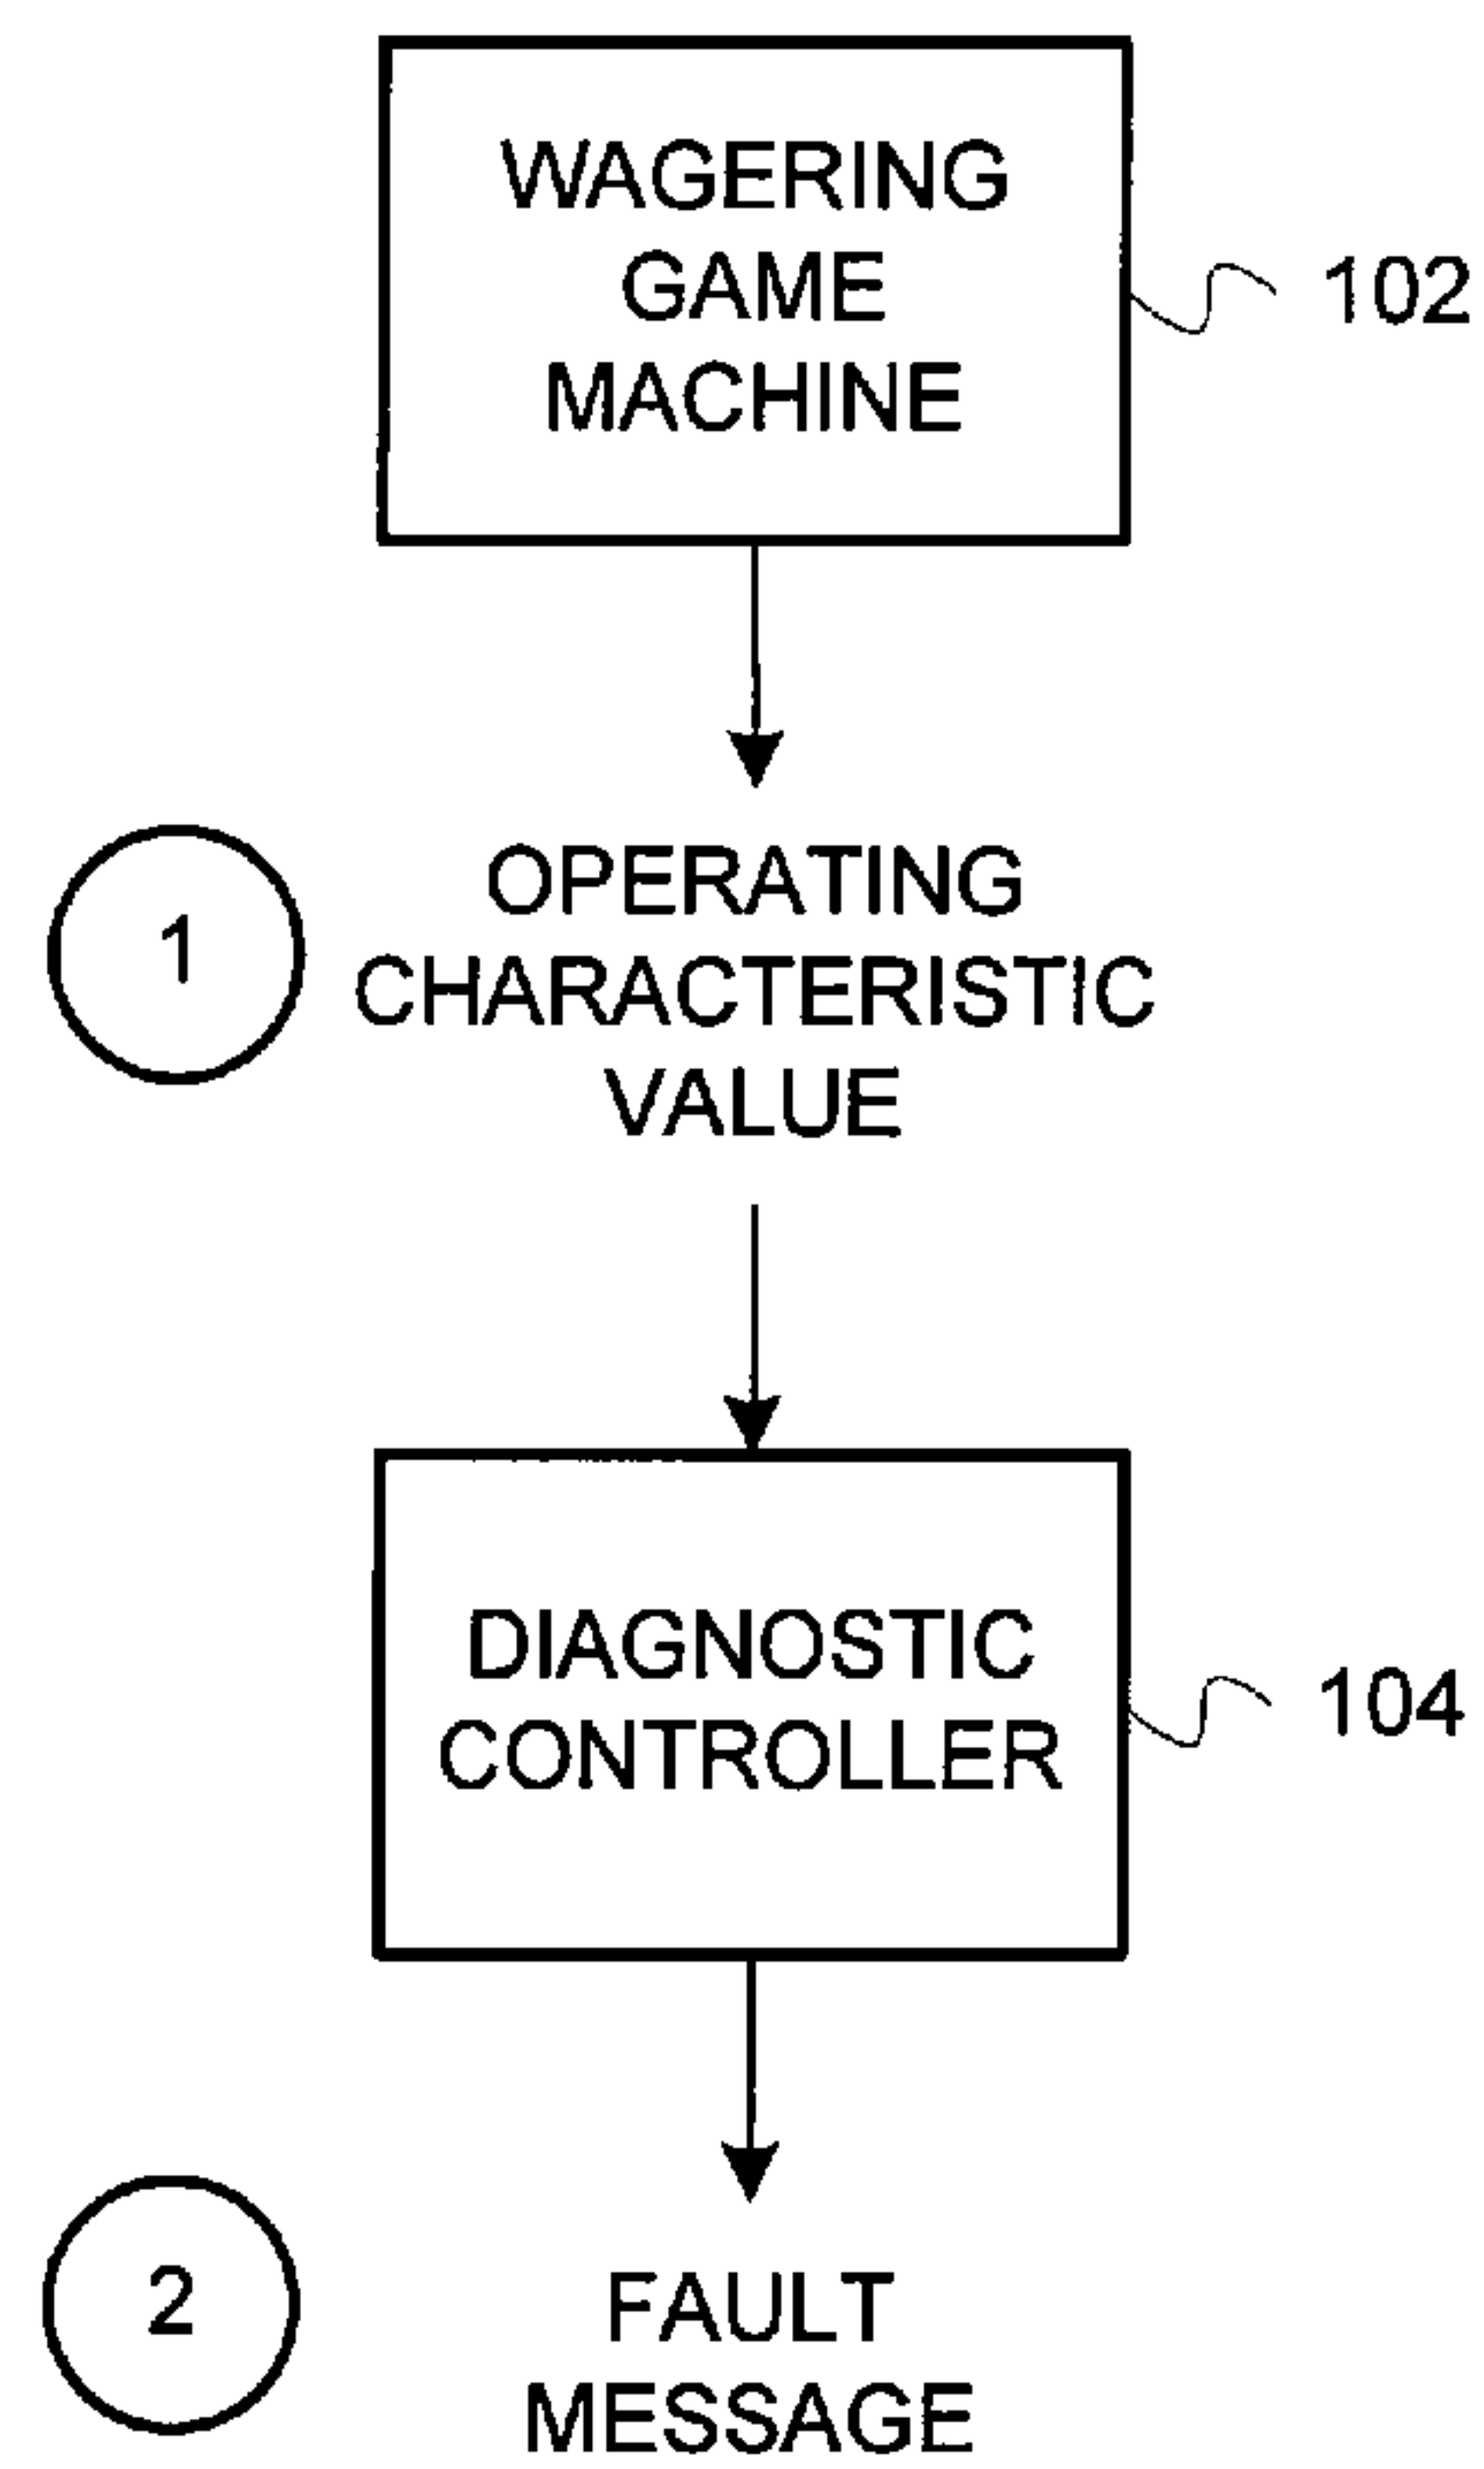 WAGERING
GAME
MACHINE
102
1
OPERATING
CHARACTERISTIC
VALUE
DIAGNOSTIC
CONTROLLER
104
2
FAULT
MESSAGE